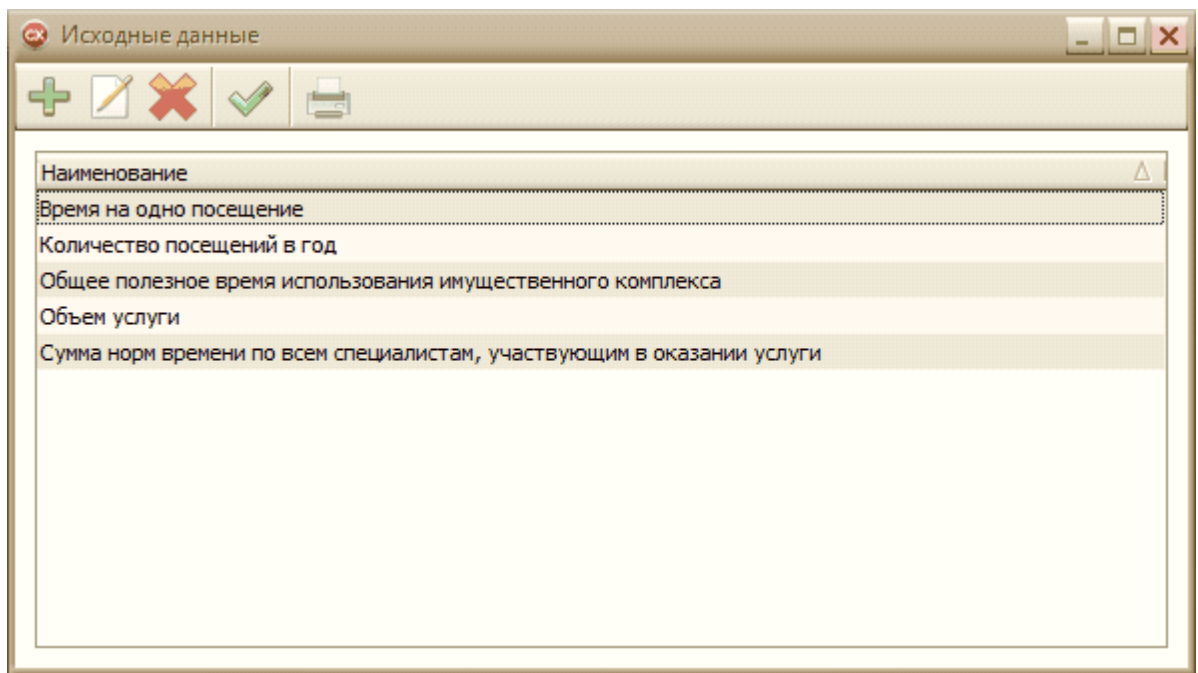 Исходные данные
Наименование
Время на одно посещение
Количество посещений в год
Общее полезное время использования имущественного комплекса
Объем услуги
Сумма норм времени по всем специалистам, участвующим в оказании услуги